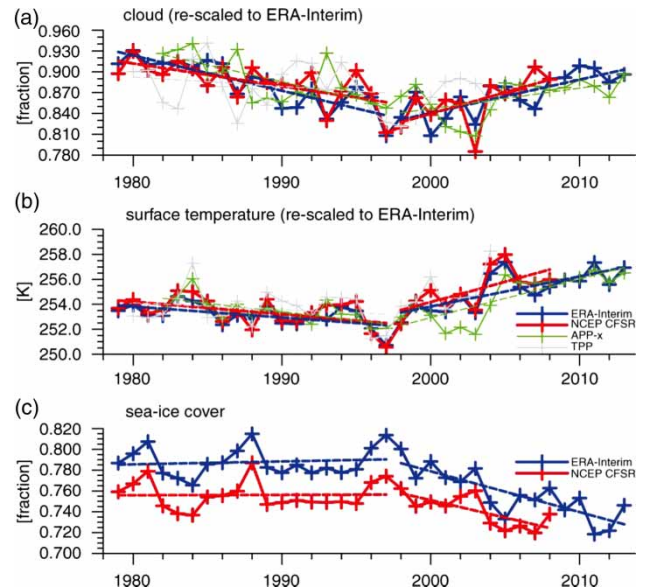 (a) cloud (re-scaled to ERA-Interim)
[fraction]
0.960
0.930
0.900
0.870
0.840
0.810
0.780
1980 1990 2000 2010
(b) surface temperature (re-scaled to ERA-Interim)
[K]
260.0
258.0
256.0
254.0
252.0
250.0
ERA-Interim
NCEP CFSR
APP-x
TPP
1980 1990 2000 2010
(c) sea-ice cover
[fraction]
0.820
0.800
0.780
0.760
0.740
0.720
0.700
ERA-Interim
NCEP CFSR
1980 1990 2000 2010